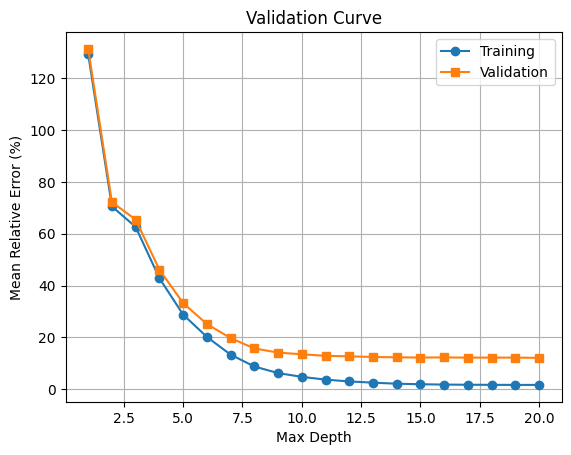 Validation Curve
Training
Validation
Mean Relative Error (%)
120
100
80
60
40
20
0
2.5 5.0 7.5 10.0 12.5 15.0 17.5 20.0
Max Depth